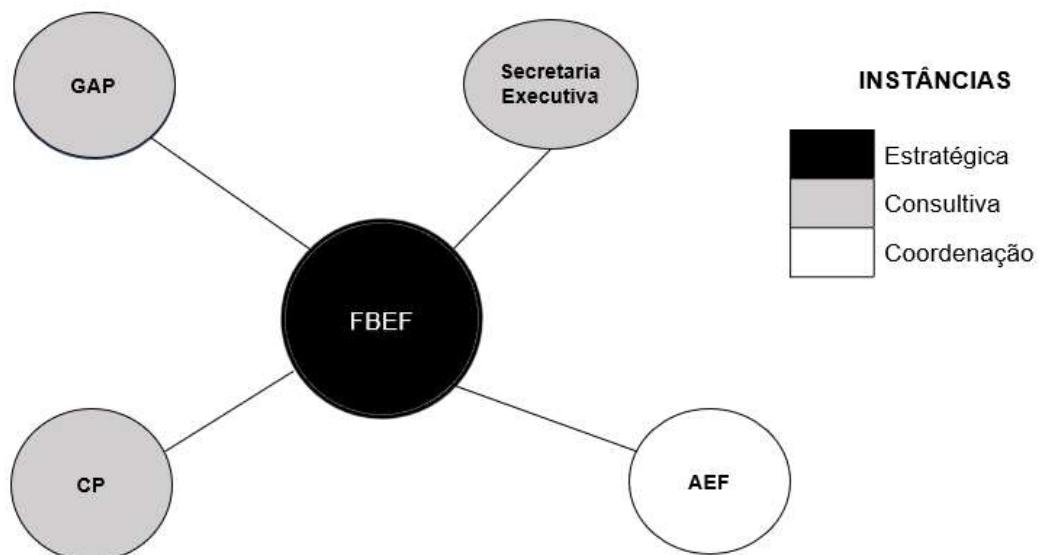 GAP
Secretaria
Executiva
INSTÂNCIAS
Estratégica
Consultiva
Coordenação
FBEF
CP
AEF